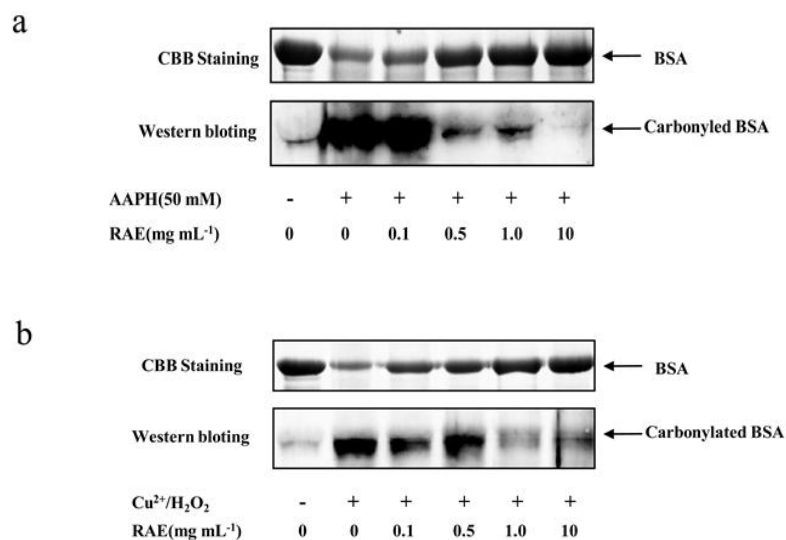 a
CBB Staining BSA
Western bloting Carbonyled BSA
AAPH(50 mM) - + + + + +
RAE(mg mL⁻¹) 0 0 0.1 0.5 1.0 10
b
CBB Staining BSA
Western bloting Carbonylated BSA
Cu²⁺/H₂O₂ - + + + + +
RAE(mg mL⁻¹) 0 0 0.1 0.5 1.0 10